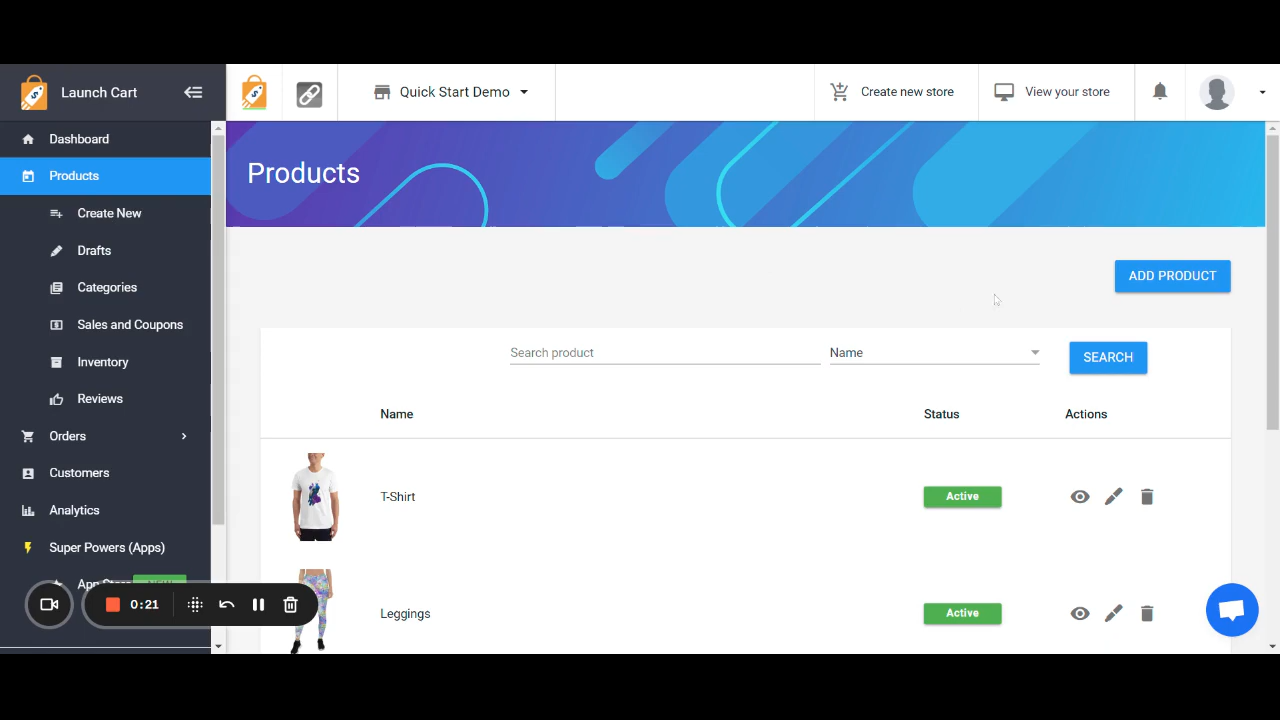 Launch Cart
Quick Start Demo
Create new store
View your store
Dashboard
Products
Create New
Drafts
Categories
Sales and Coupons
Inventory
Reviews
Orders
Customers
Analytics
Super Powers (Apps)
App Store
0:21
Products
ADD PRODUCT
Search product
Name
SEARCH
Name
Status
Actions
T-Shirt
Active
Leggings
Active